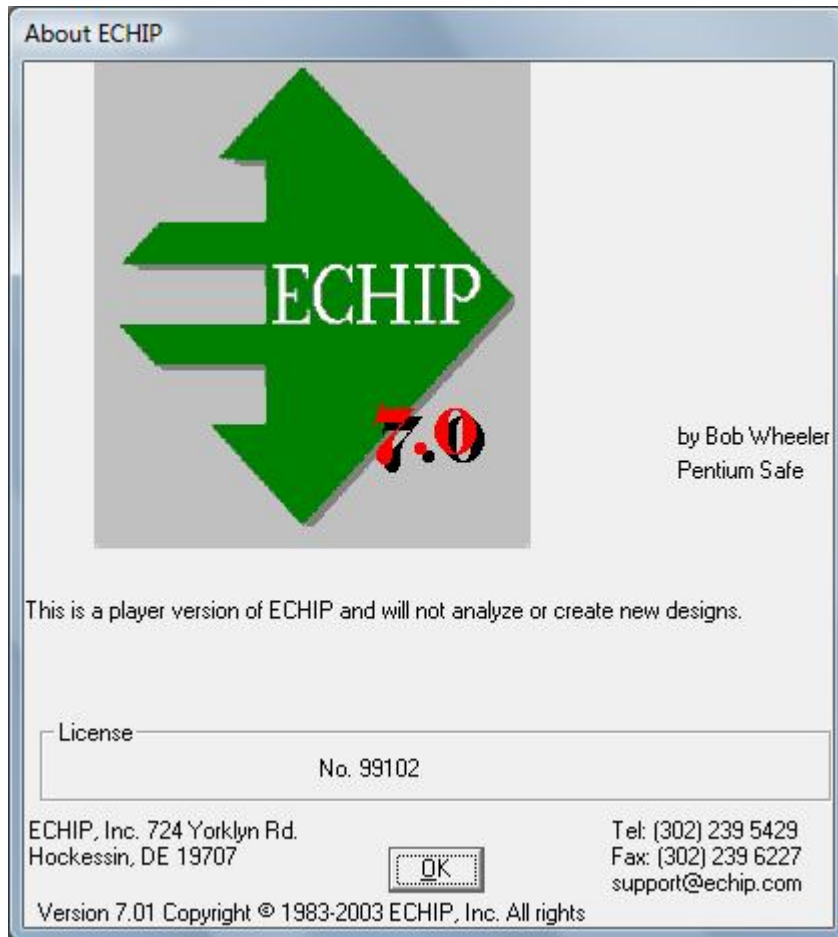 About ECHIP
ECHIP
7.0
by Bob Wheeler
Pentium Safe
This is a player version of ECHIP and will not analyze or create new designs.
License
No. 99102
ECHIP, Inc. 724 Yorklyn Rd.
Hockessin, DE 19707
OK
Tel: (302) 239 5429
Fax: (302) 239 6227
support@echip.com
Version 7.01 Copyright © 1983-2003 ECHIP, Inc. All rights